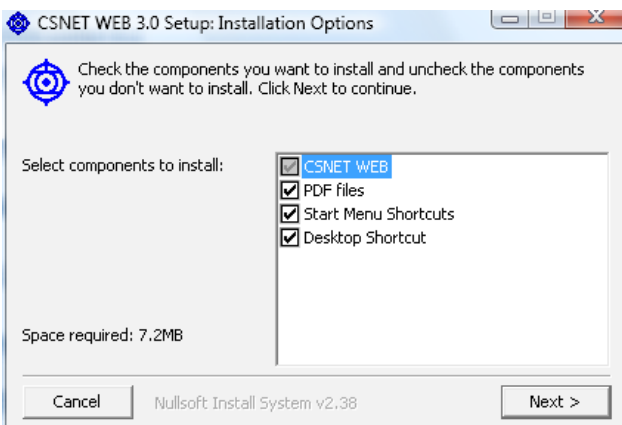 CSNET WEB 3.0 Setup: Installation Options
Check the components you want to install and uncheck the components
you don't want to install. Click Next to continue.
Select components to install:
CSNET WEB
PDF files
Start Menu Shortcuts
Desktop Shortcut
Space required: 7.2MB
Cancel
Nullsoft Install System v2.38
Next >